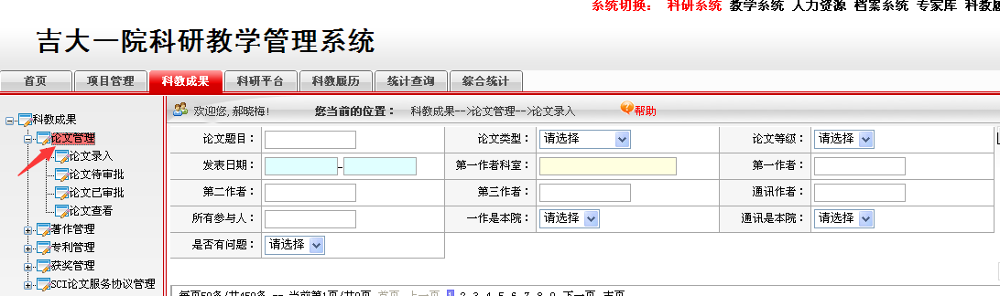 系统切换： 科研系统 教学系统 人力资源 档案系统 专家库 科教履
吉大一院科研教学管理系统
首页 项目管理 科教成果 科研平台 科教履历 统计查询 综合统计
欢迎您,郝晓梅! 您当前的位置： 科教成果-->论文管理-->论文录入 帮助
科教成果
论文管理
论文录入
论文待审批
论文已审批
论文查看
著作管理
专利管理
获奖管理
SCI论文服务协议管理
论文题目： 论文类型： 请选择 论文等级： 请选择
发表日期： - 第一作者科室： 第一作者：
第二作者： 第三作者： 通讯作者：
所有参与人： 一作是本院： 请选择 通讯是本院： 请选择
是否有问题： 请选择
每页50条/共450条 -- 当前第1页/共9页 首页 上一页 1 2 3 4 5 6 7 8 9 下一页 末页